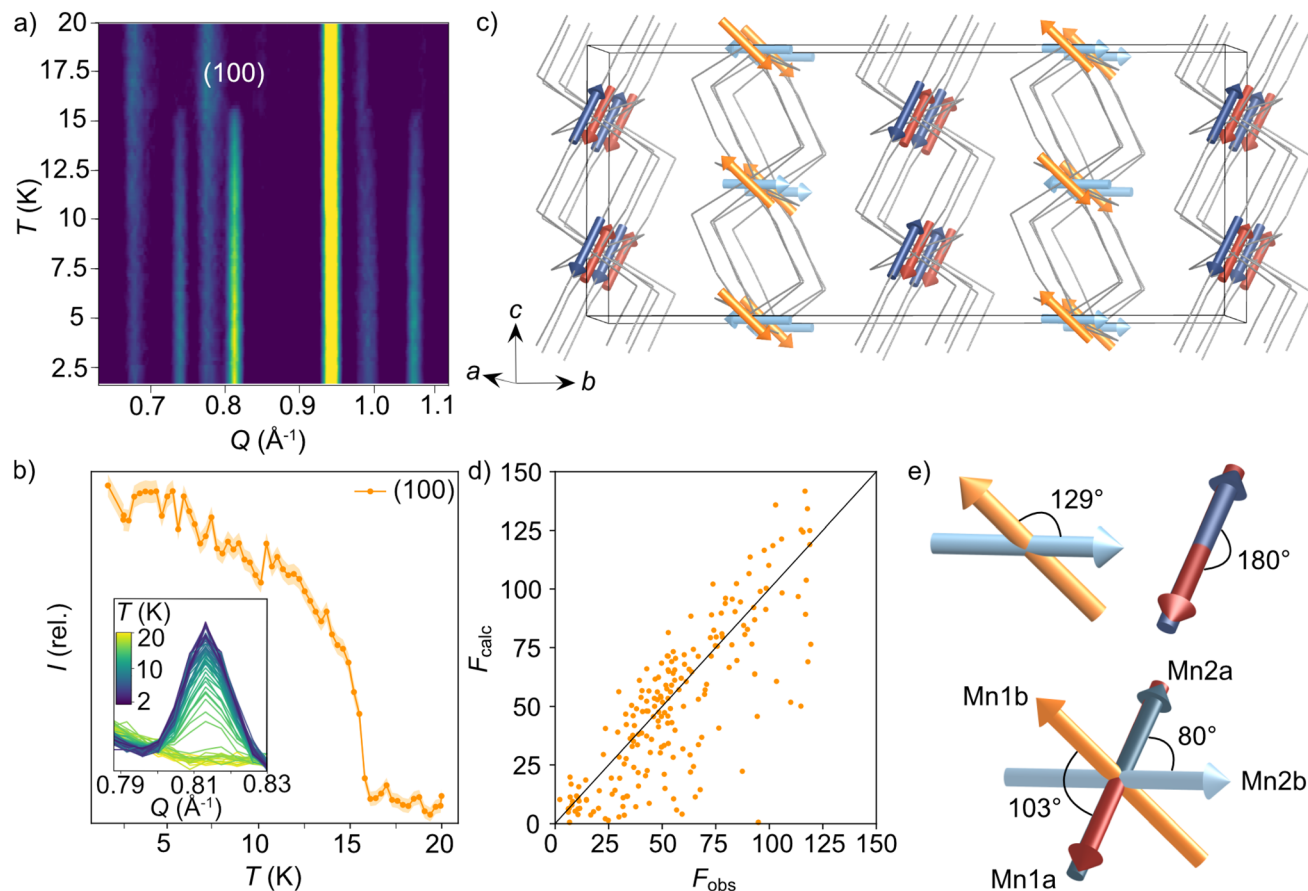 a)
20
17.5
15
12.5
10
7.5
5
2.5
T (K)
(100)
0.7 0.8 0.9 1.0 1.1
Q (Å⁻¹)
c)
c
a
b
b)
(100)
I (rel.)
T (K)
20
10
2
0.79 0.81 0.83
Q (Å⁻¹)
5 10 15 20
T (K)
d)
150
125
100
75
50
25
0
F_calc
0 25 50 75 100 125 150
F_obs
e)
129°
180°
Mn2a
Mn1b
80°
Mn2b
103°
Mn1a